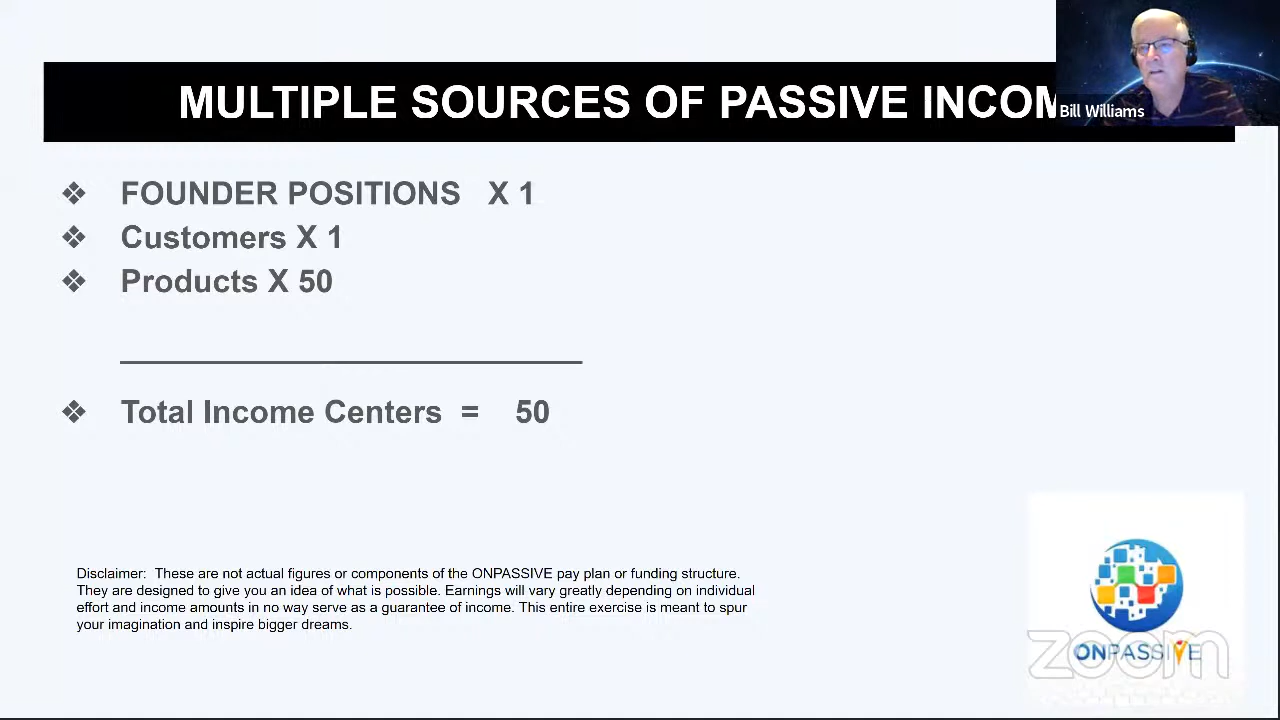 MULTIPLE SOURCES OF PASSIVE INCOM
Bill Williams
❖ FOUNDER POSITIONS X 1
❖ Customers X 1
❖ Products X 50
❖ Total Income Centers = 50
Disclaimer: These are not actual figures or components of the ONPASSIVE pay plan or funding structure.
They are designed to give you an idea of what is possible. Earnings will vary greatly depending on individual
effort and income amounts in no way serve as a guarantee of income. This entire exercise is meant to spur
your imagination and inspire bigger dreams.
zoom
ONPASSIVE